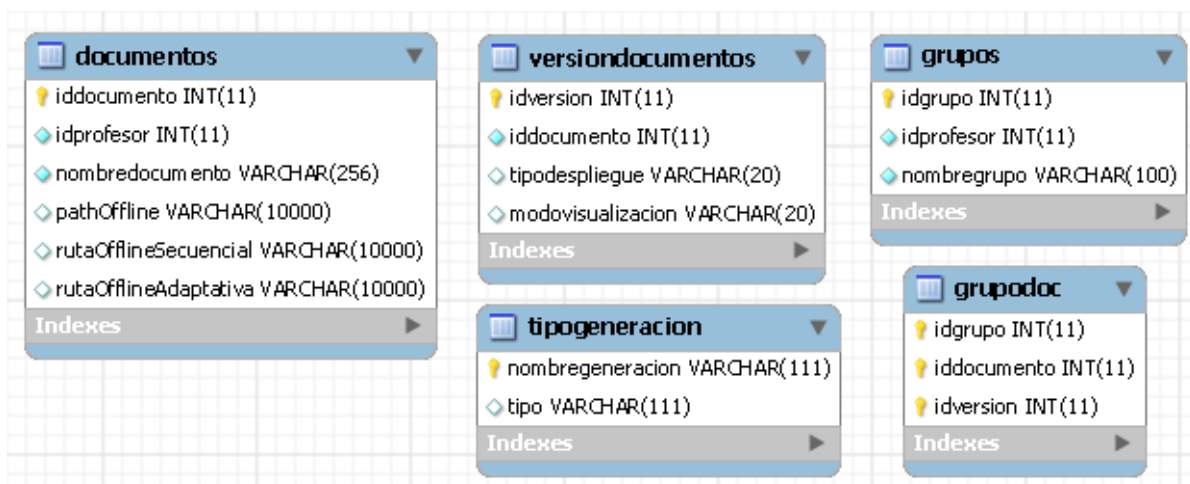 documentos
iddocumento INT(11)
idprofesor INT(11)
nombredocumento VARCHAR(256)
pathOffline VARCHAR(10000)
rutaOfflineSecuencial VARCHAR(10000)
rutaOfflineAdaptativa VARCHAR(10000)
Indexes
versiondocumentos
idversion INT(11)
iddocumento INT(11)
tipodespliegue VARCHAR(20)
modovisualizacion VARCHAR(20)
Indexes
tipogeneracion
nombregeneracion VARCHAR(111)
tipo VARCHAR(111)
Indexes
grupos
idgrupo INT(11)
idprofesor INT(11)
nombregrupo VARCHAR(100)
Indexes
grupodoc
idgrupo INT(11)
iddocumento INT(11)
idversion INT(11)
Indexes